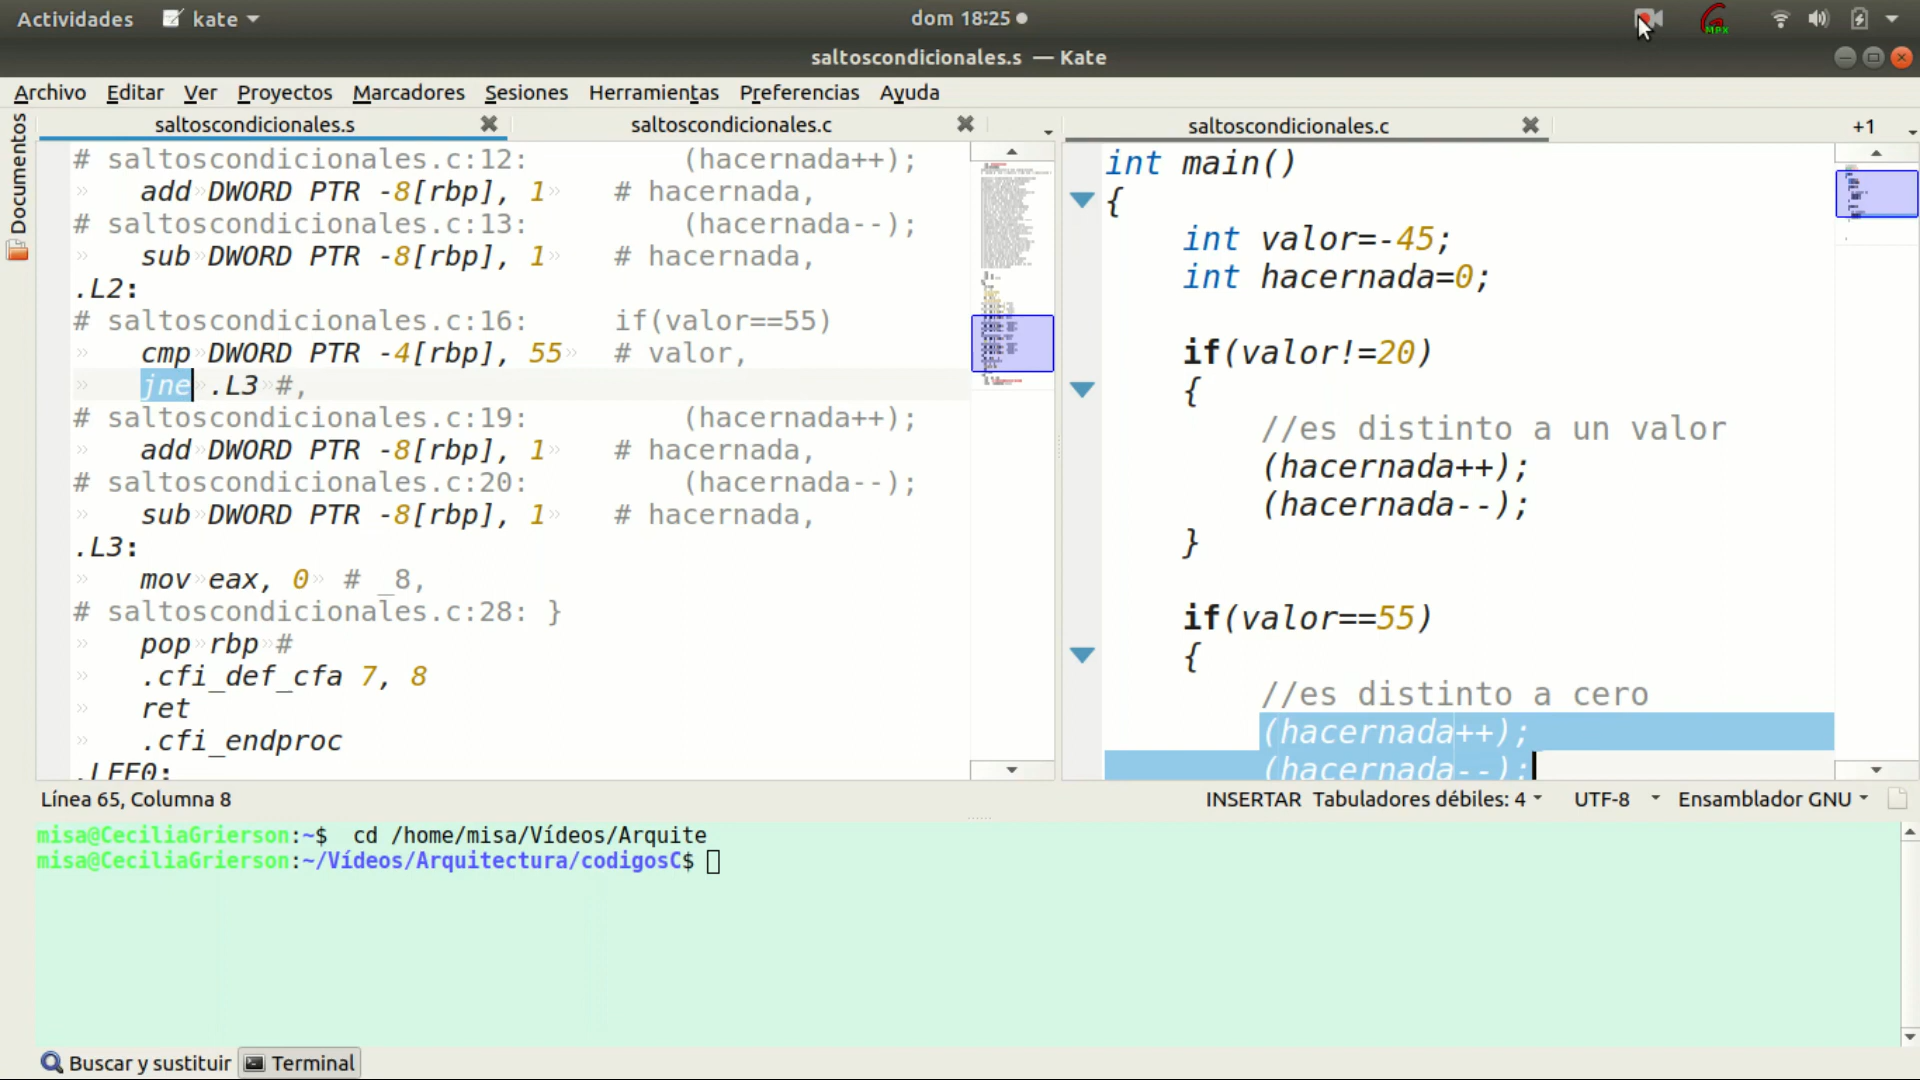 Actividades kate dom 18:25
MPX
saltoscondicionales.s — Kate
Archivo Editar Ver Proyectos Marcadores Sesiones Herramientas Preferencias Ayuda
Documentos
saltoscondicionales.s saltoscondicionales.c
# saltoscondicionales.c:12: (hacernada++);
add DWORD PTR -8[rbp], 1 # hacernada,
# saltoscondicionales.c:13: (hacernada--);
sub DWORD PTR -8[rbp], 1 # hacernada,
.L2:
# saltoscondicionales.c:16: if(valor==55)
cmp DWORD PTR -4[rbp], 55 # valor,
jne .L3 #,
# saltoscondicionales.c:19: (hacernada++);
add DWORD PTR -8[rbp], 1 # hacernada,
# saltoscondicionales.c:20: (hacernada--);
sub DWORD PTR -8[rbp], 1 # hacernada,
.L3:
mov eax, 0 # _8,
# saltoscondicionales.c:28: }
pop rbp #
.cfi_def_cfa 7, 8
ret
.cfi_endproc
.LFE0:
saltoscondicionales.c +1
int main()
{
int valor=-45;
int hacernada=0;
if(valor!=20)
{
//es distinto a un valor
(hacernada++);
(hacernada--);
}
if(valor==55)
{
//es distinto a cero
(hacernada++);
(hacernada--);
Línea 65, Columna 8 INSERTAR Tabuladores débiles: 4 UTF-8 Ensamblador GNU
misa@CeciliaGrierson:~$ cd /home/misa/Vídeos/Arquite
misa@CeciliaGrierson:~/Vídeos/Arquitectura/codigosC$
Buscar y sustituir Terminal